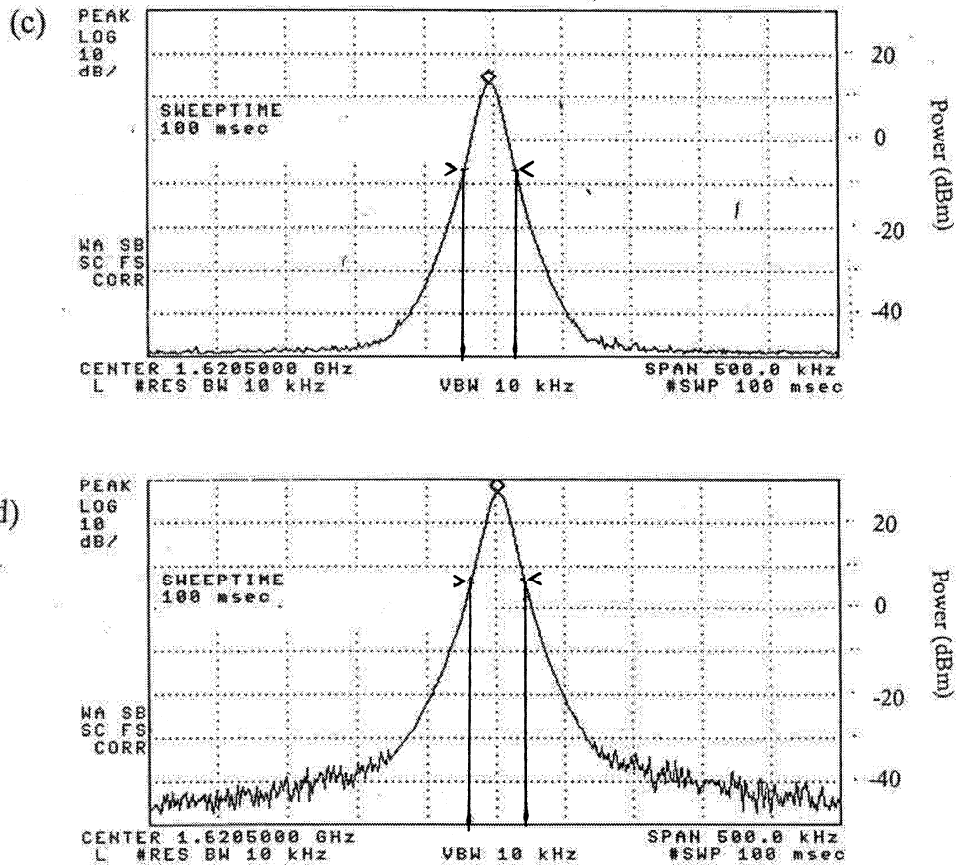 (c)
PEAK
LOG
10
dB/
SWEEPTIME
100 msec
WA SB
SC FS
CORR
20
0
-20
-40
Power (dBm)
CENTER 1.6205000 GHz
SPAN 500.0 kHz
L #RES BW 10 kHz
VBW 10 kHz
#SWP 100 msec
d)
PEAK
LOG
10
dB/
SWEEPTIME
100 msec
WA SB
SC FS
CORR
20
0
-20
-40
Power (dBm)
CENTER 1.6205000 GHz
SPAN 500.0 kHz
L #RES BW 10 kHz
VBW 10 kHz
#SWP 100 msec